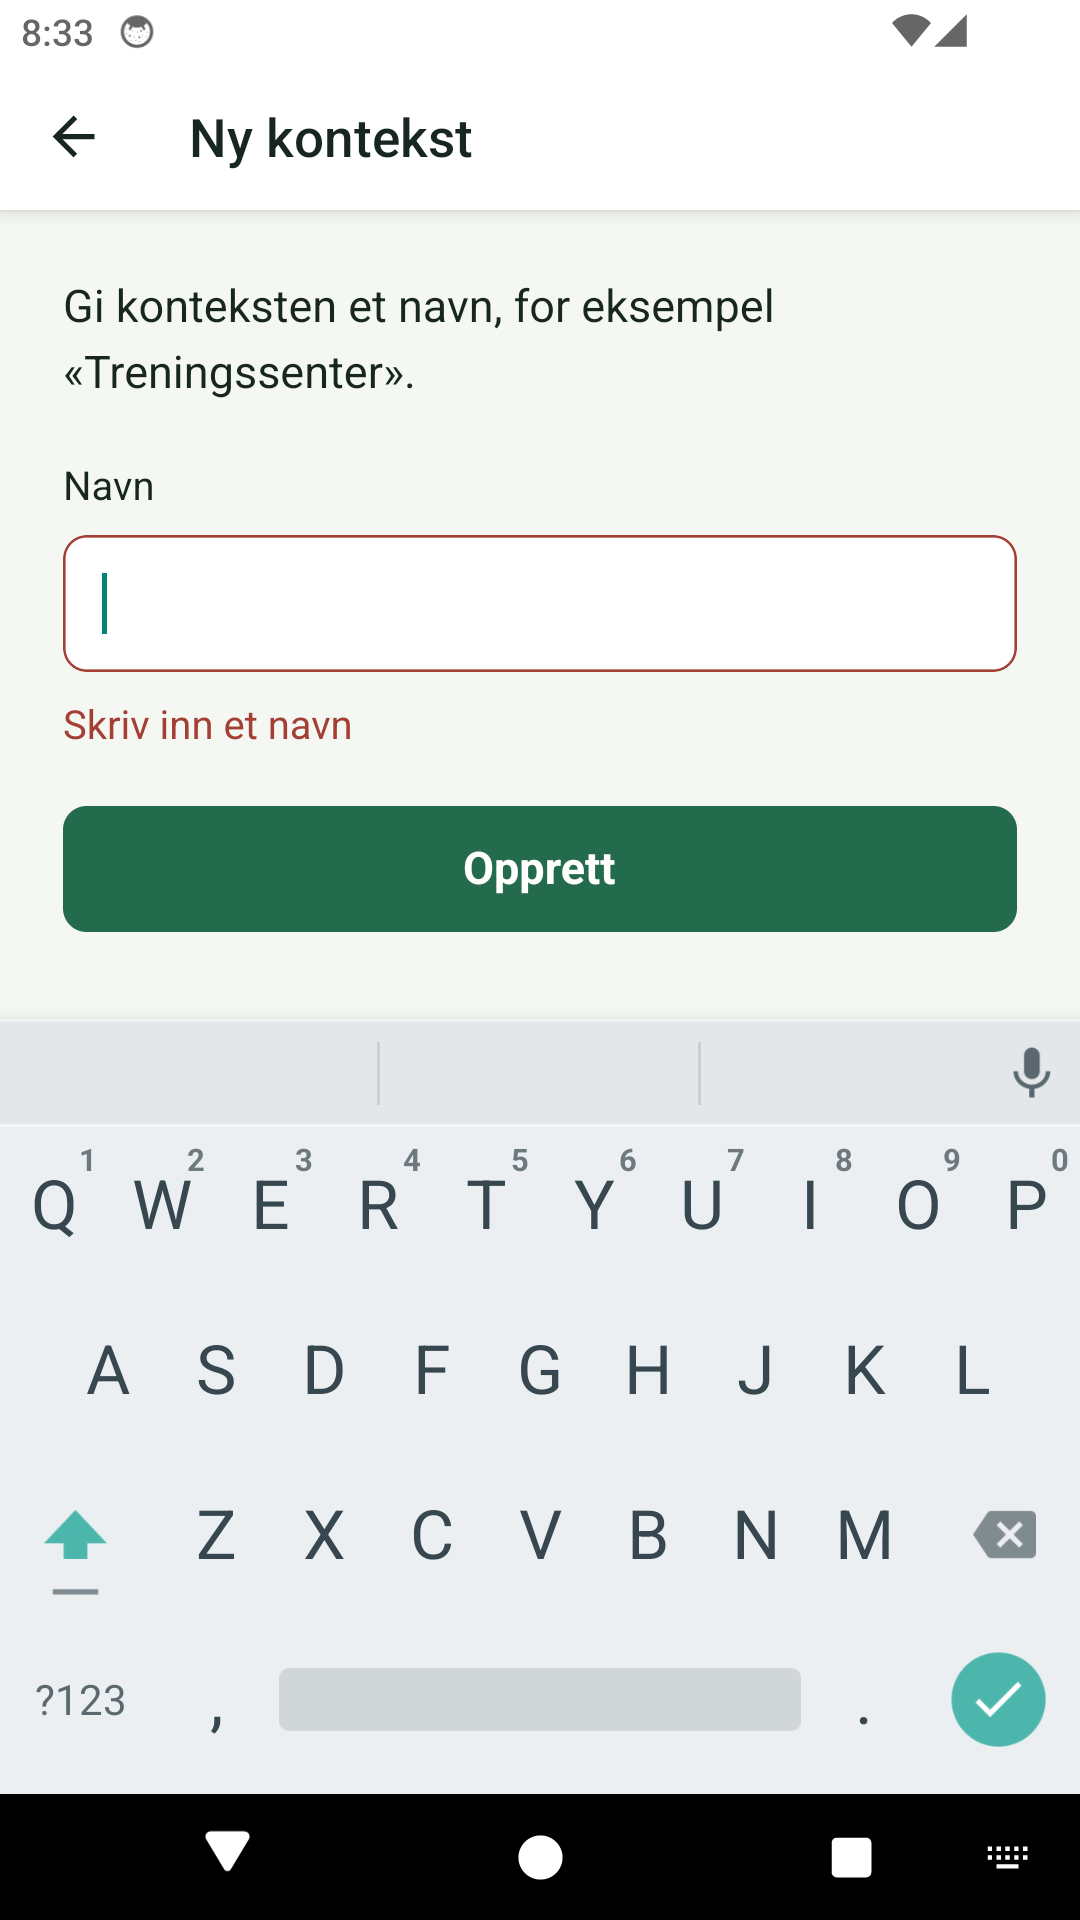 8:33
Ny kontekst
Gi konteksten et navn, for eksempel
«Treningssenter».
Navn
Skriv inn et navn
Opprett
1 2 3 4 5 6 7 8 9 0
Q W E R T Y U I O P
A S D F G H J K L
Z X C V B N M
?123 , .